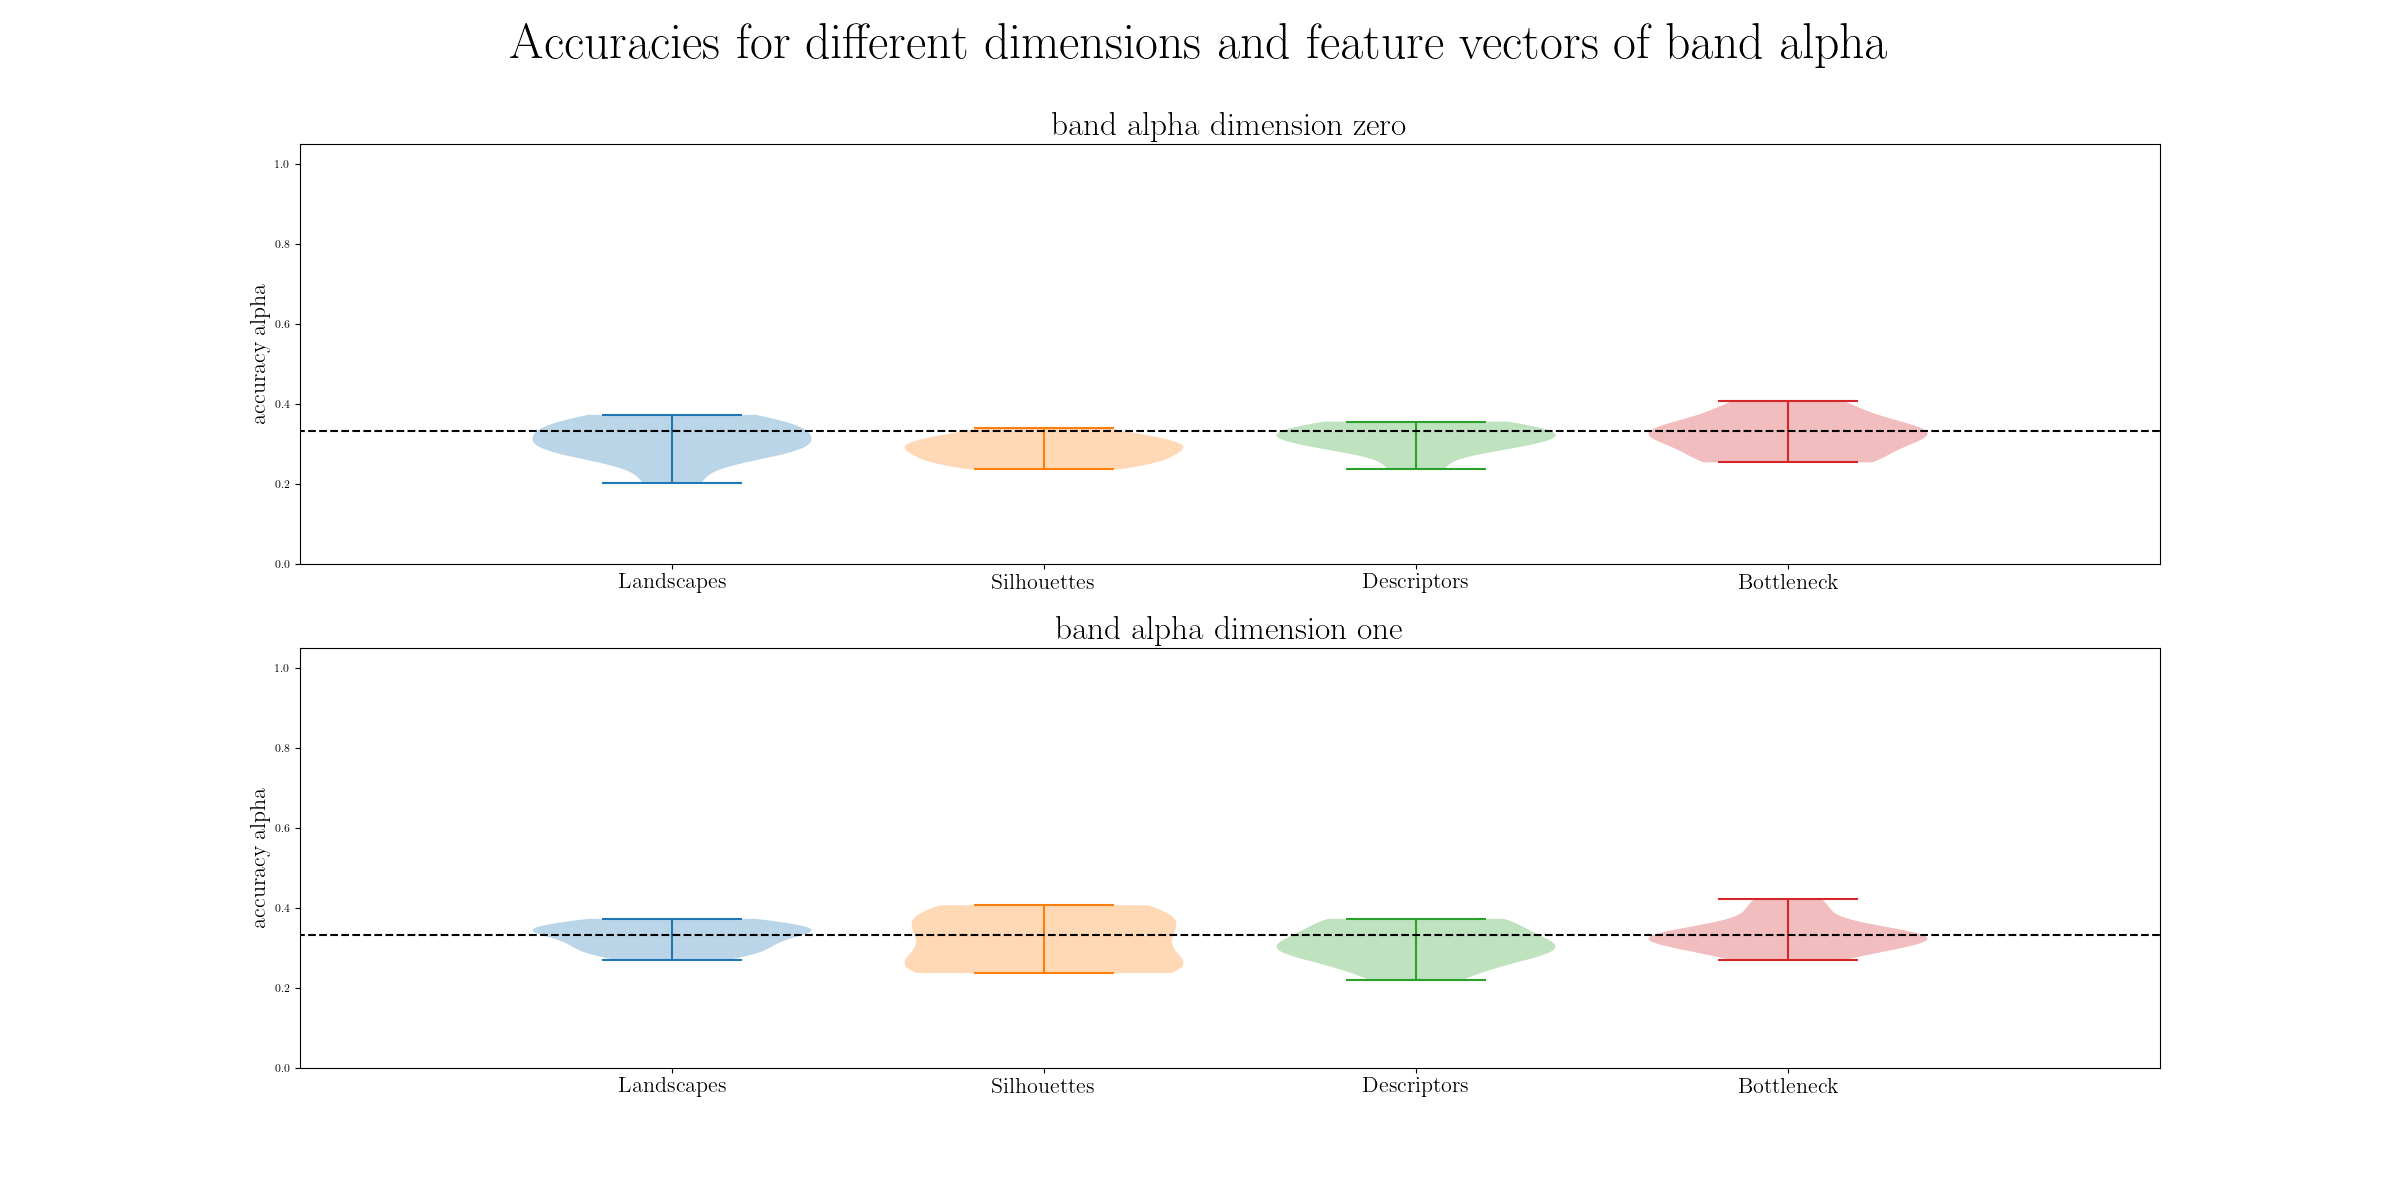 Accuracies for different dimensions and feature vectors of band alpha
band alpha dimension zero
1.0
0.8
0.6
0.4
0.2
0.0
accuracy alpha
Landscapes Silhouettes Descriptors Bottleneck
band alpha dimension one
1.0
0.8
0.6
0.4
0.2
0.0
accuracy alpha
Landscapes Silhouettes Descriptors Bottleneck